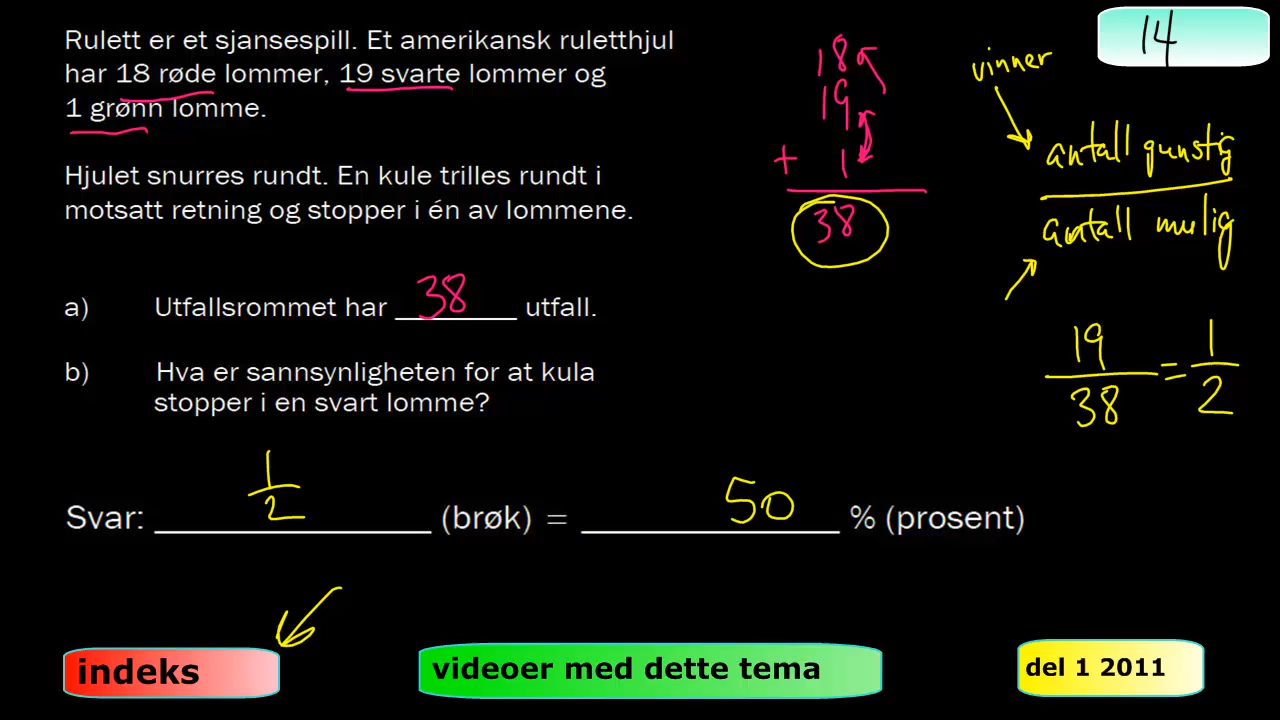 Rulett er et sjansespill. Et amerikansk ruletthjul
har 18 røde lommer, 19 svarte lommer og
1 grønn lomme.
Hjulet snurres rundt. En kule trilles rundt i
motsatt retning og stopper i én av lommene.
a) Utfallsrommet har 38 utfall.
b) Hva er sannsynligheten for at kula
stopper i en svart lomme?
Svar: 1/2 (brøk) = 50 % (prosent)
18
19
+ 1
38
14
vinner
antall gunstig
antall mulig
19/38 = 1/2
indeks
videoer med dette tema
del 1 2011